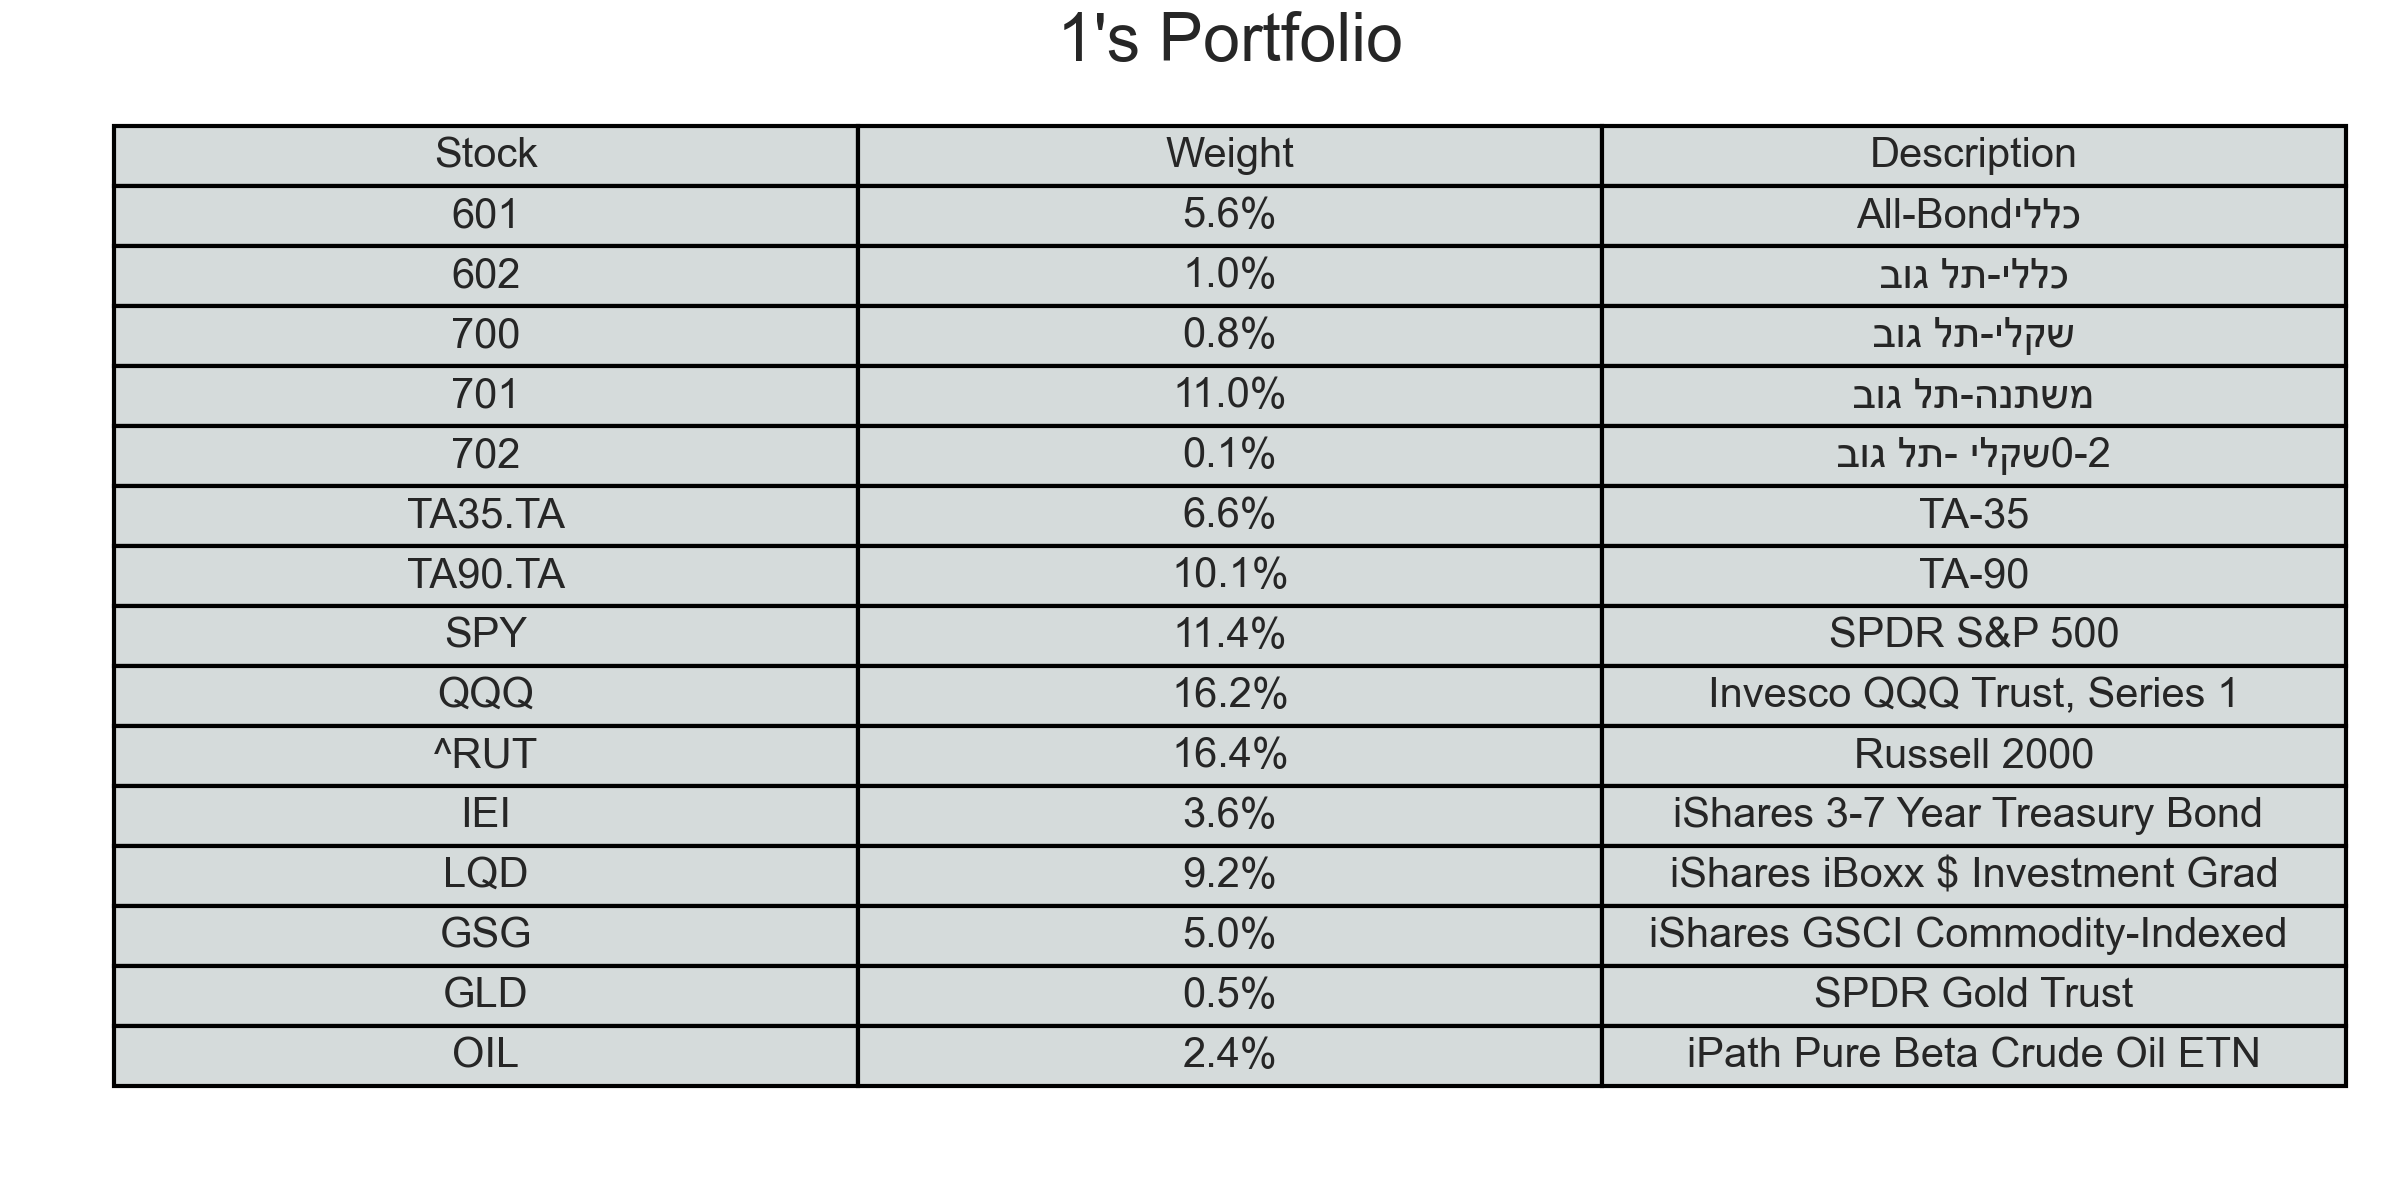 1's Portfolio
Stock Weight Description
601 5.6% All-Bondכללי
602 1.0% כללי-תל גוב
700 0.8% שקלי-תל גוב
701 11.0% משתנה-תל גוב
702 0.1% 0-2שקלי -תל גוב
TA35.TA 6.6% TA-35
TA90.TA 10.1% TA-90
SPY 11.4% SPDR S&P 500
QQQ 16.2% Invesco QQQ Trust, Series 1
^RUT 16.4% Russell 2000
IEI 3.6% iShares 3-7 Year Treasury Bond
LQD 9.2% iShares iBoxx $ Investment Grad
GSG 5.0% iShares GSCI Commodity-Indexed
GLD 0.5% SPDR Gold Trust
OIL 2.4% iPath Pure Beta Crude Oil ETN